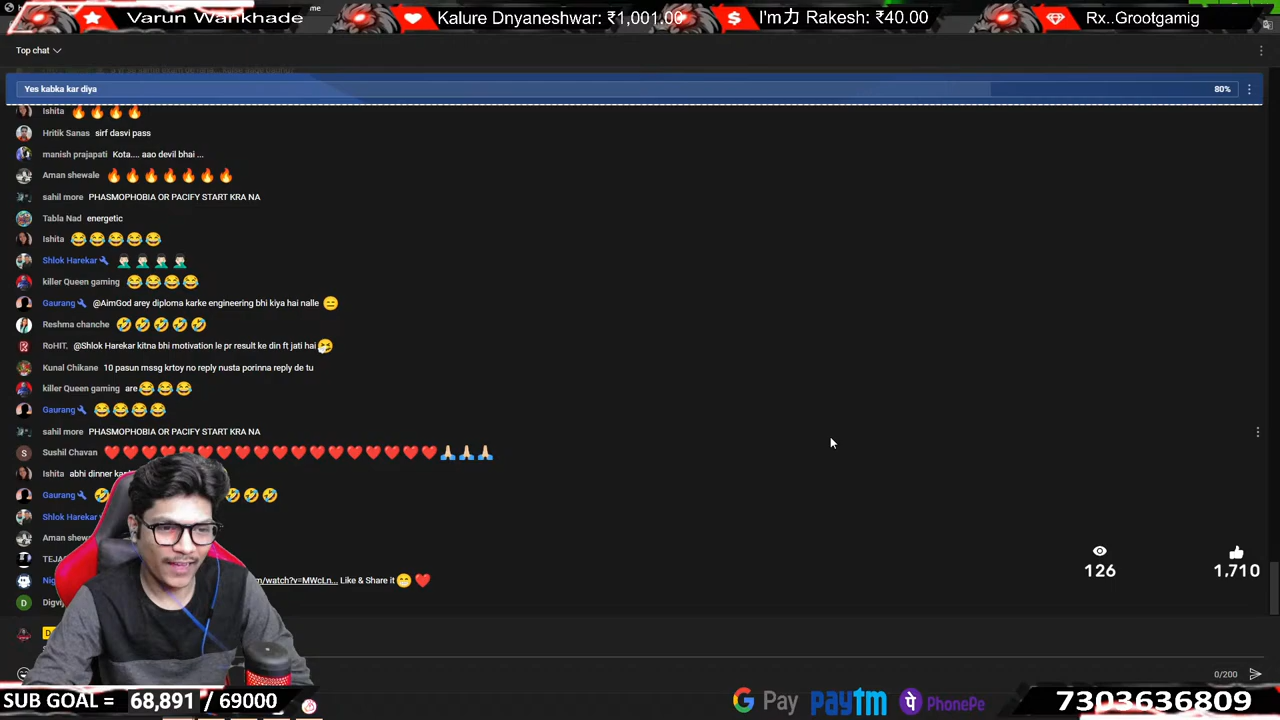 me
Varun Wankhade
Kalure Dnyaneshwar: ₹1,001.00
I'm力 Rakesh: ₹40.00
Rx..Grootgamig
Top chat
Yes kabka kar diya 80%
Ishita 🔥🔥🔥🔥
Hritik Sanas sirf dasvi pass
manish prajapati Kota.... aao devil bhai ...
Aman shewale 🔥🔥🔥🔥🔥🔥🔥
sahil more PHASMOPHOBIA OR PACIFY START KRA NA
Tabla Nad energetic
Ishita 😂😂😂😂😂
Shlok Harekar 🤦🏻‍♂️🤦🏻‍♂️🤦🏻‍♂️🤦🏻‍♂️
killer Queen gaming 😂😂😂😂
Gaurang @AimGod arey diploma karke engineering bhi kiya hai nalle 😑
Reshma chanche 🤣🤣🤣🤣🤣
RoHIT. @Shlok Harekar kitna bhi motivation le pr result ke din ft jati hai
Kunal Chikane 10 pasun mssg krtoy no reply nusta porinna reply de tu
killer Queen gaming are😂😂😂
Gaurang 😂😂😂😂
sahil more PHASMOPHOBIA OR PACIFY START KRA NA
S Sushil Chavan ❤️❤️❤️❤️❤️❤️❤️❤️❤️❤️❤️❤️❤️❤️❤️❤️❤️❤️🙏🏼🙏🏼🙏🏼
Ishita abhi dinner
Gaurang 🤣 🤣🤣🤣
Shlok Harekar
Aman
m/watch?v=MWcLn... Like & Share it😁❤️
D
D
126
1,710
0/200
SUB GOAL = 68,891 / 69000
G Pay
paytm
PhonePe
7303636809